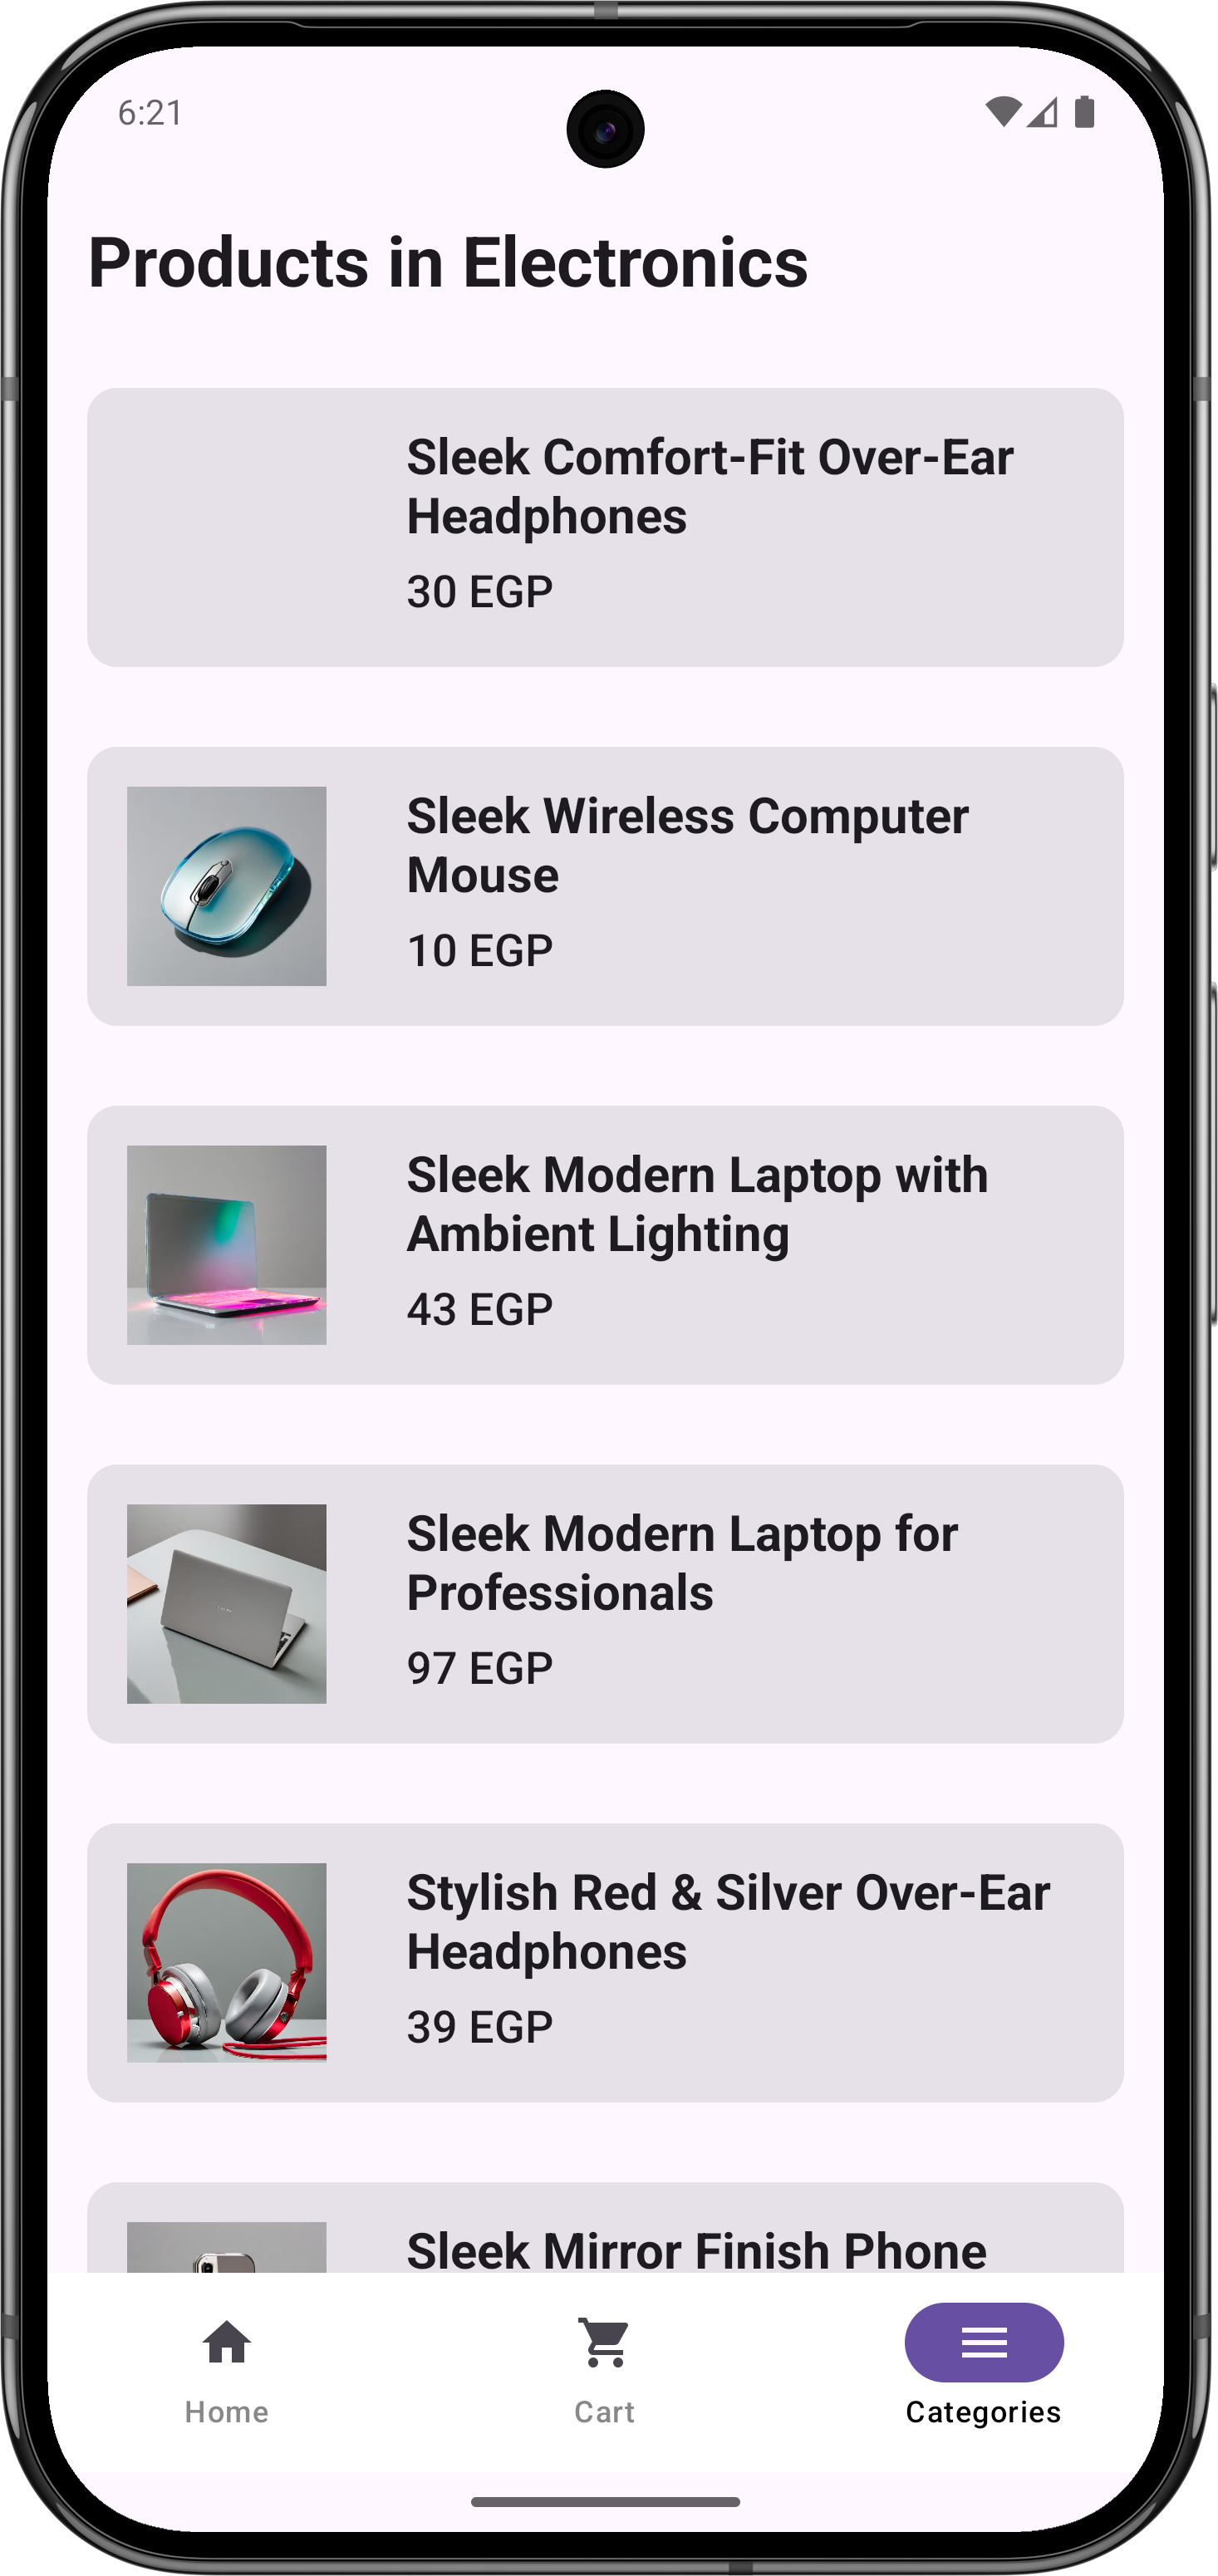 6:21
Products in Electronics
Sleek Comfort-Fit Over-Ear
Headphones
30 EGP
Sleek Wireless Computer
Mouse
10 EGP
Sleek Modern Laptop with
Ambient Lighting
43 EGP
Sleek Modern Laptop for
Professionals
97 EGP
Stylish Red & Silver Over-Ear
Headphones
39 EGP
Sleek Mirror Finish Phone
Home
Cart
Categories